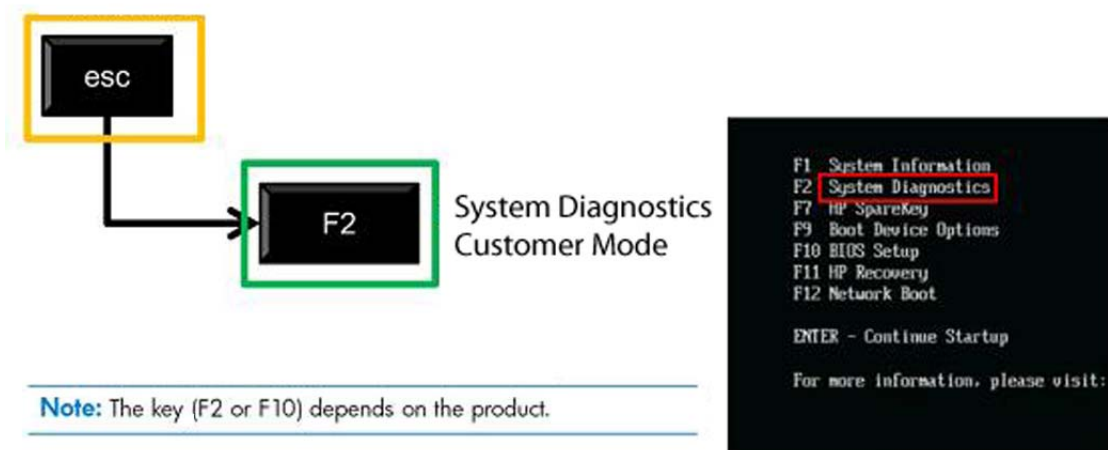 esc
F2
System Diagnostics
Customer Mode
Note: The key (F2 or F10) depends on the product.
F1 System Information
F2 System Diagnostics
F7 HP SpareKey
F9 Boot Device Options
F10 BIOS Setup
F11 HP Recovery
F12 Network Boot
ENTER - Continue Startup
For more information, please visit: